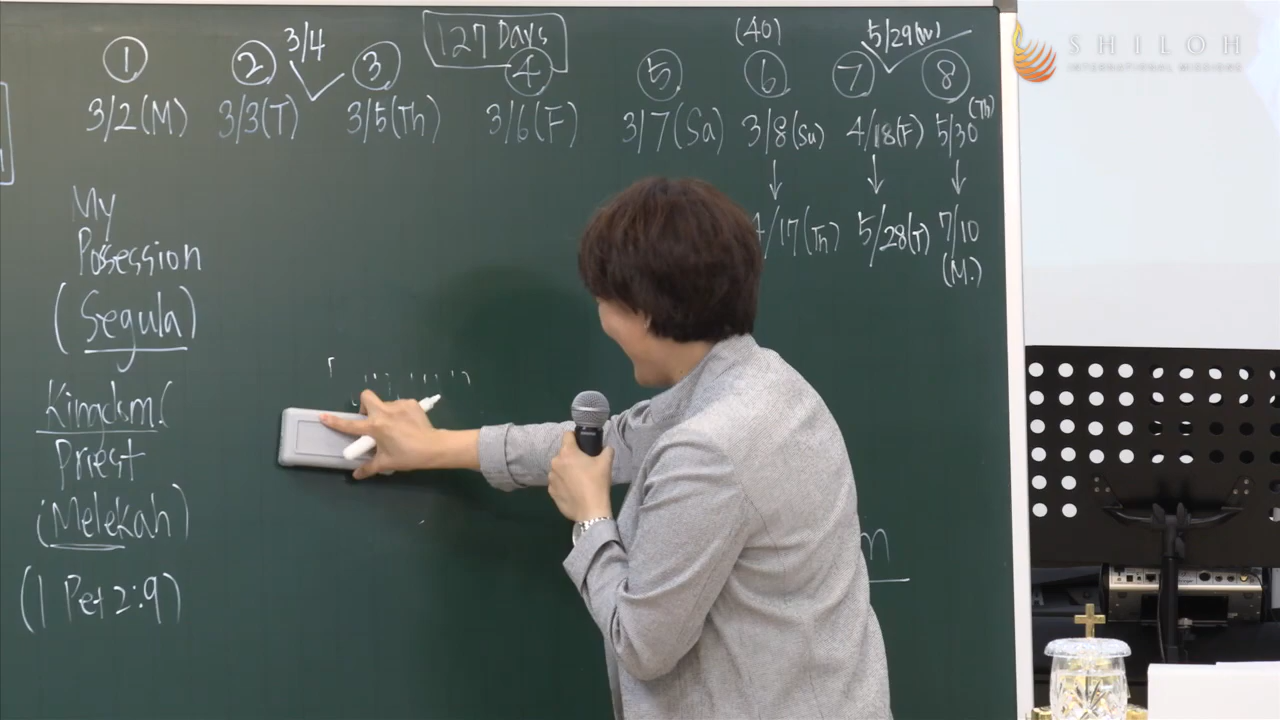 127 Days
① ② 3/4 ③ ④ ⑤ (40) ⑥ ⑦ 5/29(W) ⑧
3/2(M) 3/3(T) 3/5(Th) 3/6(F) 3/7(Sa) 3/8(Su) 4/18(F) 5/30 (Th)
4/17(Th) 5/28(T) 7/10
(M.)
My
Possession
(Segula)
Kingdom(
Priest
(Melekah)
(1 Pet 2:9)
m
SHILOH
INTERNATIONAL MISSIONS